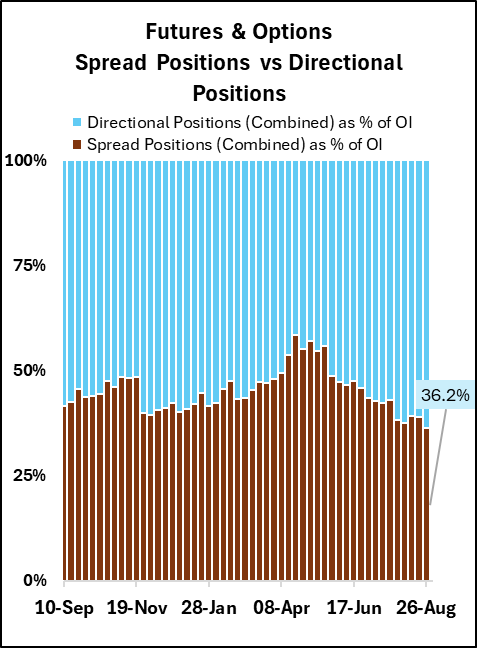 Futures & Options
Spread Positions vs Directional
Positions
Directional Positions (Combined) as % of OI
Spread Positions (Combined) as % of OI
100%
75%
50%
36.2%
25%
0%
10-Sep 19-Nov 28-Jan 08-Apr 17-Jun 26-Aug